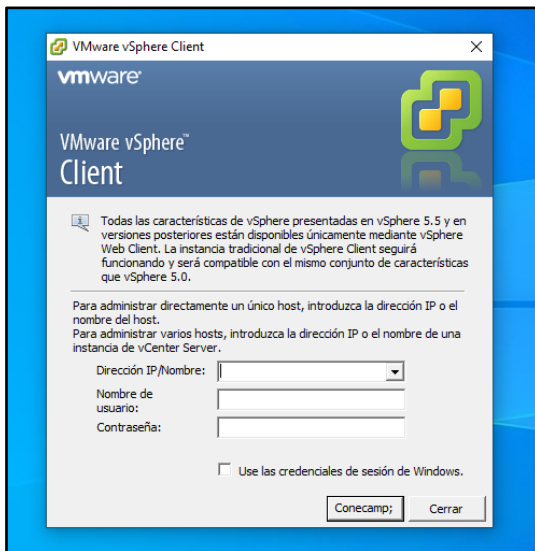 VMware vSphere Client
vmware
VMware vSphere™
Client
Todas las características de vSphere presentadas en vSphere 5.5 y en
versiones posteriores están disponibles únicamente mediante vSphere
Web Client. La instancia tradicional de vSphere Client seguirá
funcionando y será compatible con el mismo conjunto de características
que vSphere 5.0.
Para administrar directamente un único host, introduzca la dirección IP o el
nombre del host.
Para administrar varios hosts, introduzca la dirección IP o el nombre de una
instancia de vCenter Server.
Dirección IP/Nombre:
Nombre de
usuario:
Contraseña:
Use las credenciales de sesión de Windows.
Conecamp; Cerrar